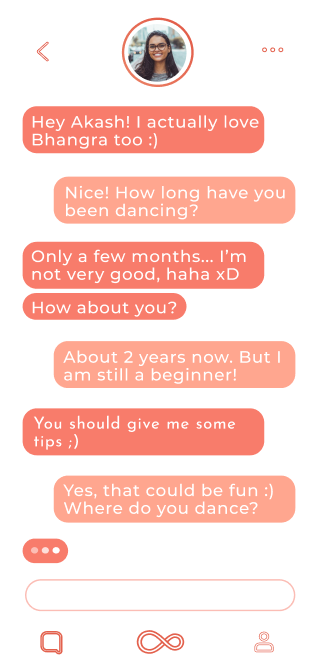 Hey Akash! I actually love
Bhangra too :)
Nice! How long have you
been dancing?
Only a few months... I'm
not very good, haha xD
How about you?
About 2 years now. But I
am still a beginner!
You should give me some
tips ;)
Yes, that could be fun :)
Where do you dance?